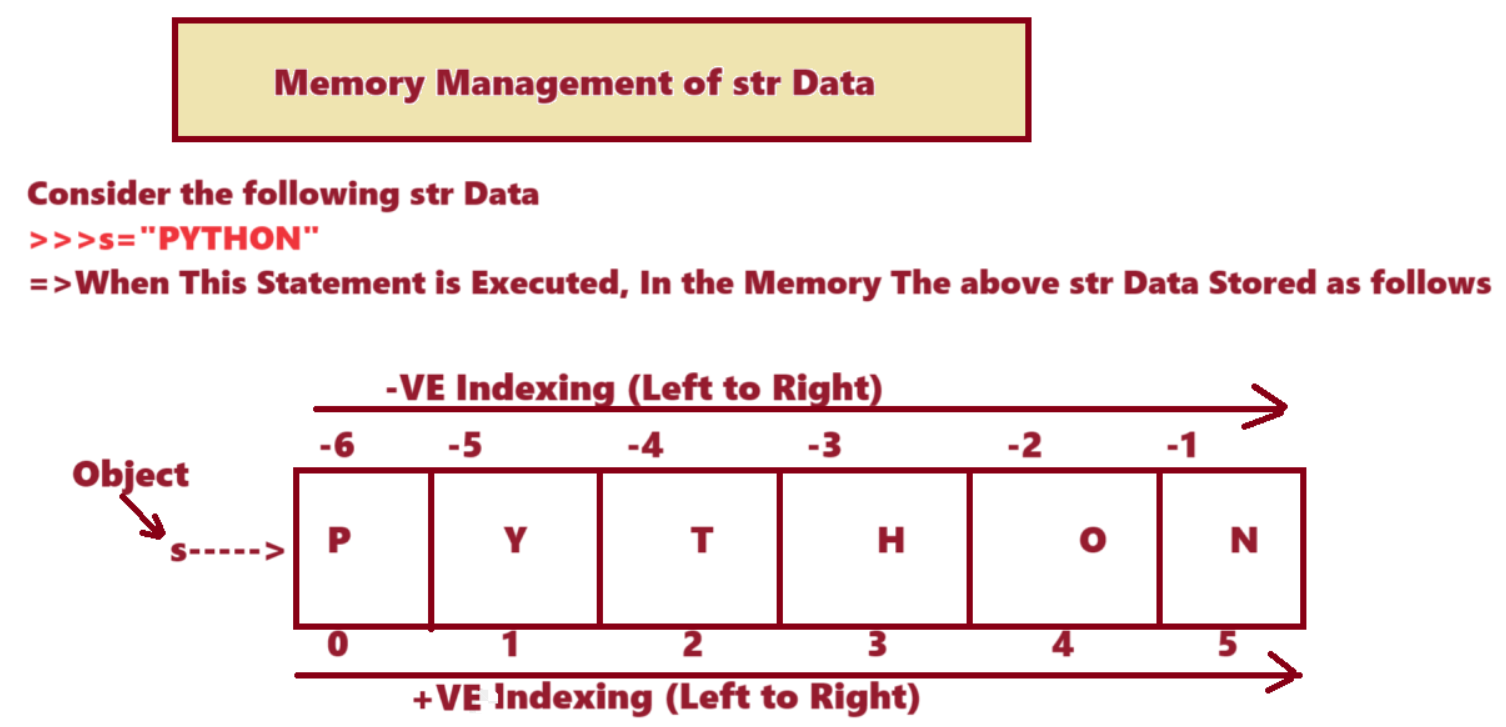 Memory Management of str Data
Consider the following str Data
>>>s="PYTHON"
=>When This Statement is Executed, In the Memory The above str Data Stored as follows
-VE Indexing (Left to Right)
-6 -5 -4 -3 -2 -1
Object
s----->
P Y T H O N
0 1 2 3 4 5
+VE Indexing (Left to Right)